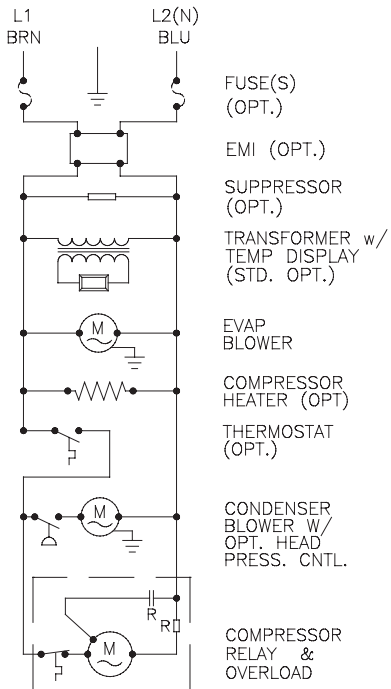 L1
BRN
L2(N)
BLU
FUSE(S)
(OPT.)
EMI (OPT.)
SUPPRESSOR
(OPT.)
TRANSFORMER w/
TEMP DISPLAY
(STD. OPT.)
M
EVAP
BLOWER
COMPRESSOR
HEATER (OPT)
THERMOSTAT
(OPT.)
M
CONDENSER
BLOWER W/
OPT. HEAD
PRESS. CNTL.
R
R
M
COMPRESSOR
RELAY &
OVERLOAD